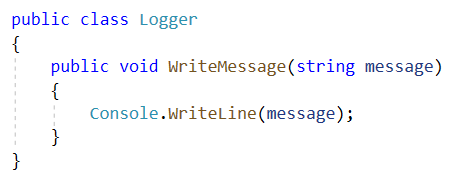 public class Logger
{
    public void WriteMessage(string message)
    {
        Console.WriteLine(message);
    }
}